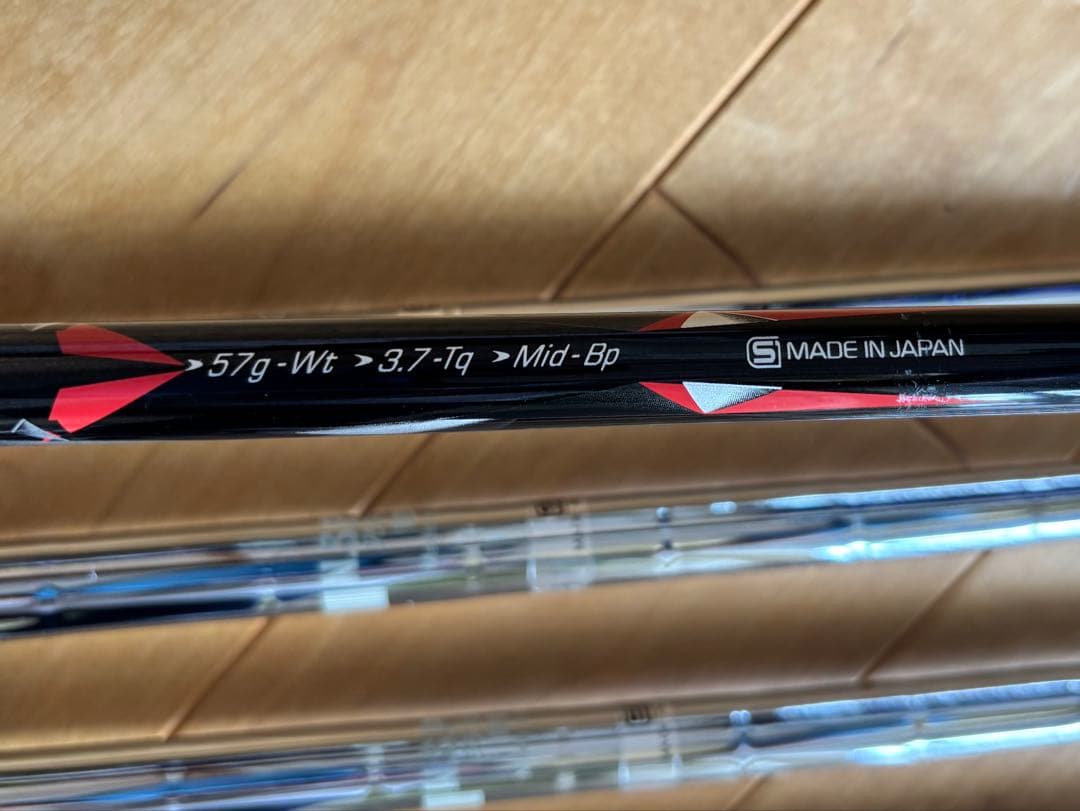 ➤57g-Wt ➤3.7-Tq ➤Mid-Bp S MADE IN JAPAN